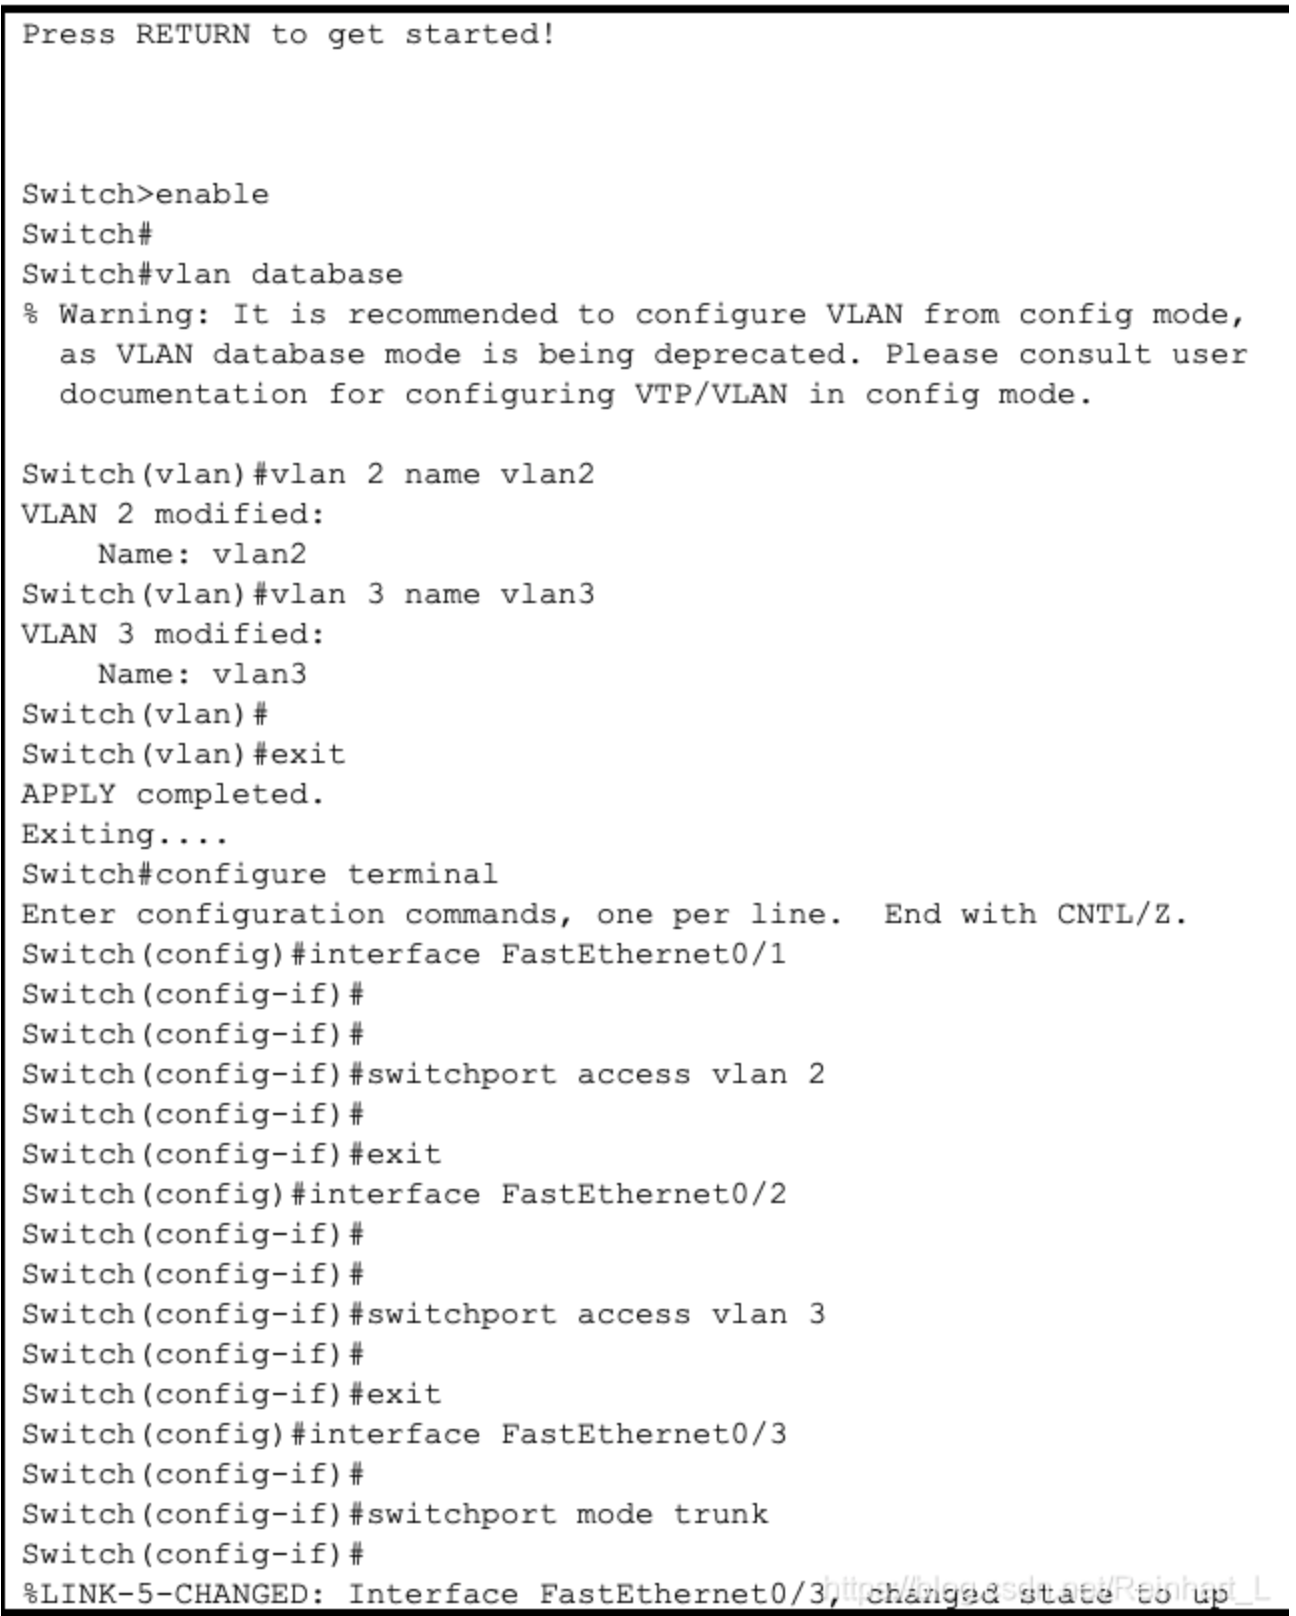 Press RETURN to get started!
Switch>enable
Switch#
Switch#vlan database
% Warning: It is recommended to configure VLAN from config mode,
  as VLAN database mode is being deprecated. Please consult user
  documentation for configuring VTP/VLAN in config mode.
Switch(vlan)#vlan 2 name vlan2
VLAN 2 modified:
    Name: vlan2
Switch(vlan)#vlan 3 name vlan3
VLAN 3 modified:
    Name: vlan3
Switch(vlan)#
Switch(vlan)#exit
APPLY completed.
Exiting....
Switch#configure terminal
Enter configuration commands, one per line.  End with CNTL/Z.
Switch(config)#interface FastEthernet0/1
Switch(config-if)#
Switch(config-if)#
Switch(config-if)#switchport access vlan 2
Switch(config-if)#
Switch(config-if)#exit
Switch(config)#interface FastEthernet0/2
Switch(config-if)#
Switch(config-if)#
Switch(config-if)#switchport access vlan 3
Switch(config-if)#
Switch(config-if)#exit
Switch(config)#interface FastEthernet0/3
Switch(config-if)#
Switch(config-if)#switchport mode trunk
Switch(config-if)#
%LINK-5-CHANGED: Interface FastEthernet0/3, changed state to up
https://blog.csdn.net/Reinhart_L